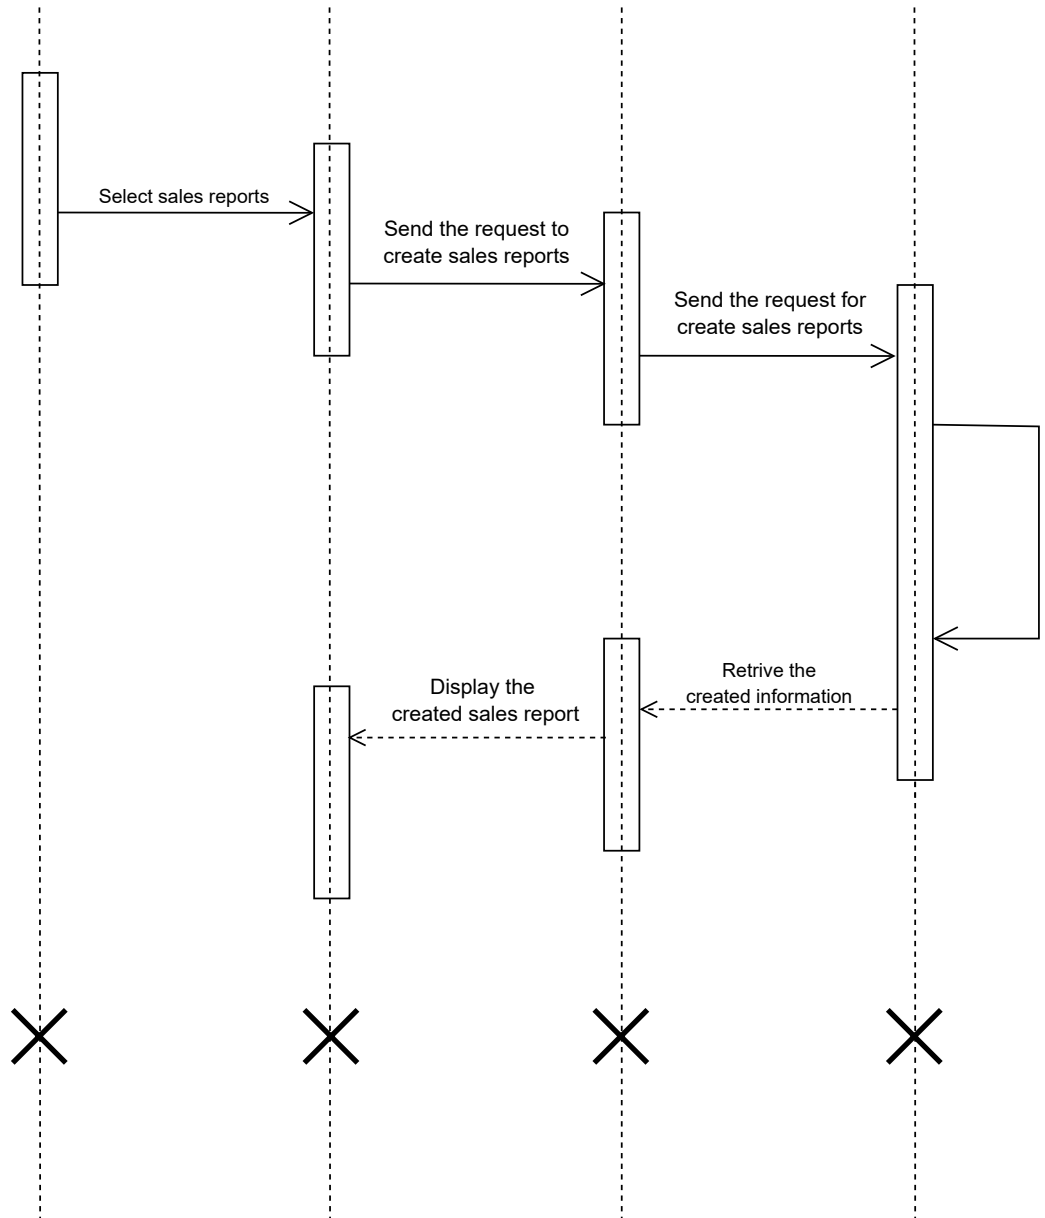 Select sales reports
Send the request to
create sales reports
Send the request for
create sales reports
Retrive the
created information
Display the
created sales report